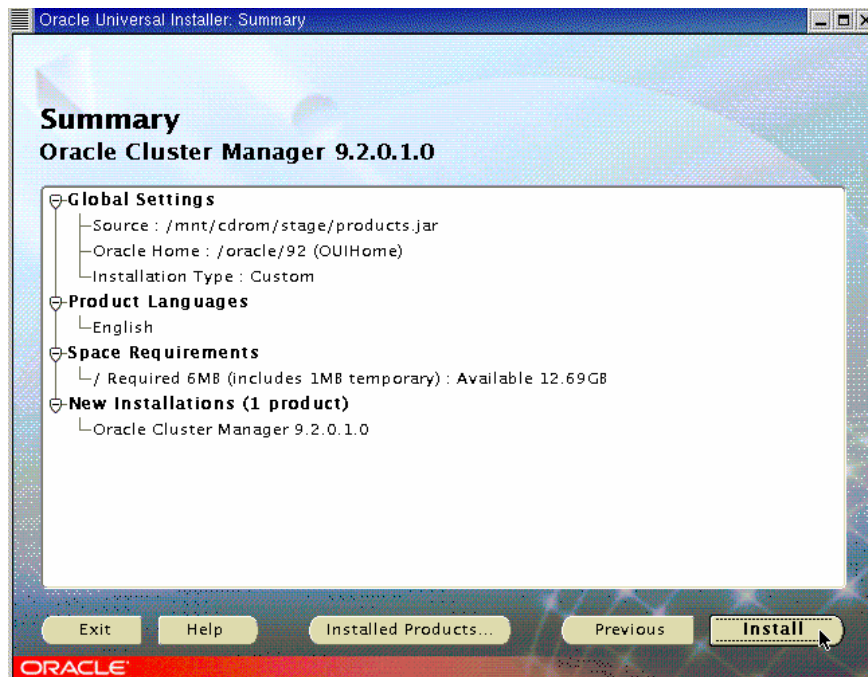 Oracle Universal Installer: Summary
Summary
Oracle Cluster Manager 9.2.0.1.0
Global Settings
Source : /mnt/cdrom/stage/products.jar
Oracle Home : /oracle/92 (OUIHome)
Installation Type : Custom
Product Languages
English
Space Requirements
/ Required 6MB (includes 1MB temporary) : Available 12.69GB
New Installations (1 product)
Oracle Cluster Manager 9.2.0.1.0
Exit Help Installed Products... Previous Install
ORACLE